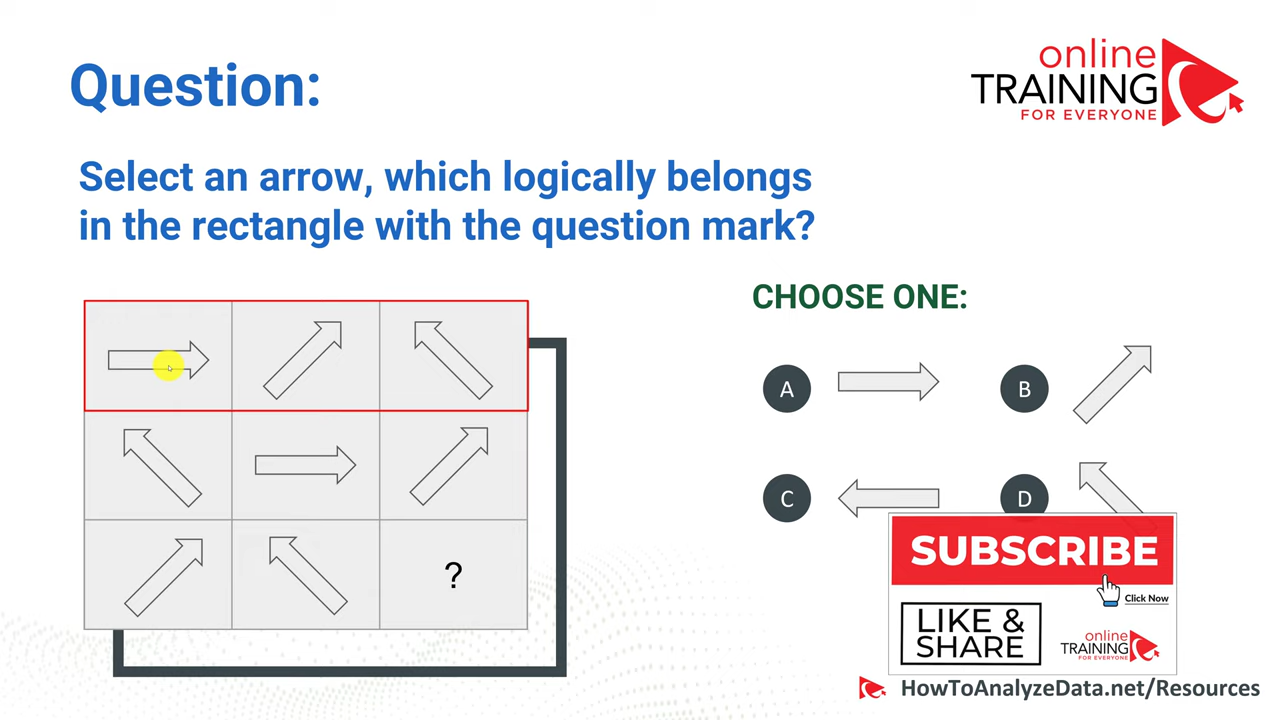 Question:
online
TRAINING
FOR EVERYONE
Select an arrow, which logically belongs
in the rectangle with the question mark?
CHOOSE ONE:
A
B
C
D
?
SUBSCRIBE
Click Now
LIKE &
SHARE
online
TRAINING
FOR EVERYONE
HowToAnalyzeData.net/Resources